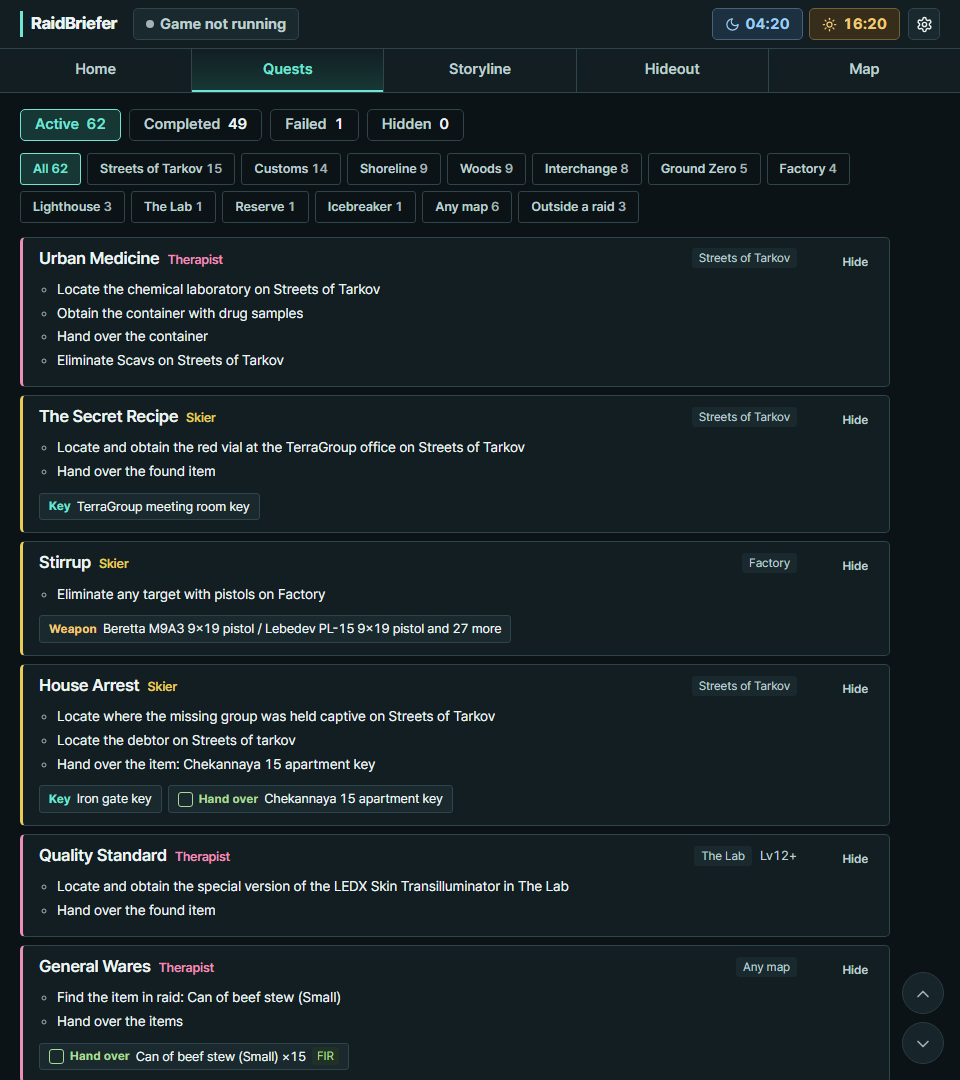 RaidBriefer
Game not running
04:20
16:20
Home
Quests
Storyline
Hideout
Map
Active 62
Completed 49
Failed 1
Hidden 0
All 62
Streets of Tarkov 15
Customs 14
Shoreline 9
Woods 9
Interchange 8
Ground Zero 5
Factory 4
Lighthouse 3
The Lab 1
Reserve 1
Icebreaker 1
Any map 6
Outside a raid 3
Urban Medicine Therapist
Streets of Tarkov
Hide
Locate the chemical laboratory on Streets of Tarkov
Obtain the container with drug samples
Hand over the container
Eliminate Scavs on Streets of Tarkov
The Secret Recipe Skier
Streets of Tarkov
Hide
Locate and obtain the red vial at the TerraGroup office on Streets of Tarkov
Hand over the found item
Key TerraGroup meeting room key
Stirrup Skier
Factory
Hide
Eliminate any target with pistols on Factory
Weapon Beretta M9A3 9×19 pistol / Lebedev PL-15 9×19 pistol and 27 more
House Arrest Skier
Streets of Tarkov
Hide
Locate where the missing group was held captive on Streets of Tarkov
Locate the debtor on Streets of tarkov
Hand over the item: Chekannaya 15 apartment key
Key Iron gate key
Hand over Chekannaya 15 apartment key
Quality Standard Therapist
The Lab
Lv12+
Hide
Locate and obtain the special version of the LEDX Skin Transilluminator in The Lab
Hand over the found item
General Wares Therapist
Any map
Hide
Find the item in raid: Can of beef stew (Small)
Hand over the items
Hand over Can of beef stew (Small) ×15 FIR